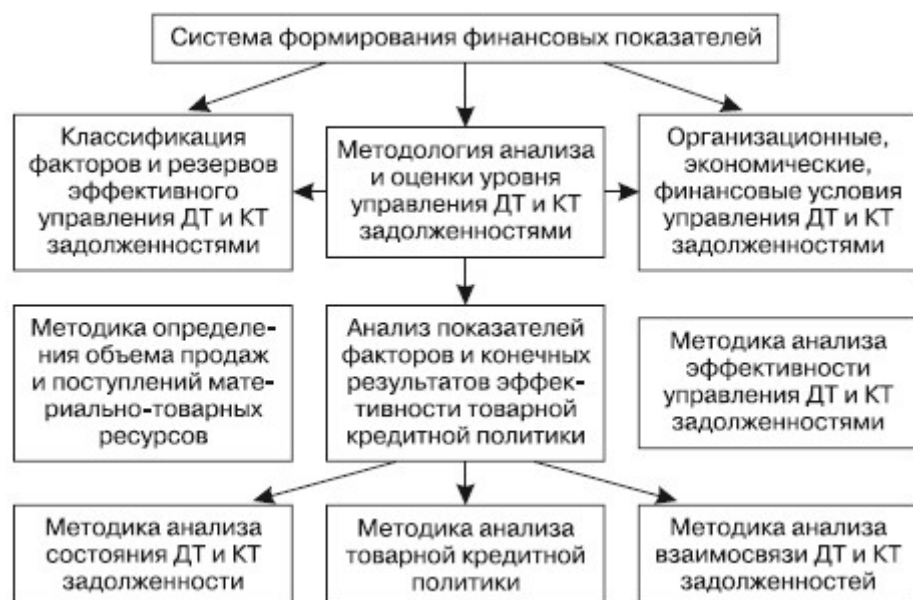 Система формирования финансовых показателей
Классификация
факторов и резервов
эффективного
управления ДТ и КТ
задолженностями
Методология анализа
и оценки уровня
управления ДТ и КТ
задолженностями
Организационные,
экономические,
финансовые условия
управления ДТ и КТ
задолженностями
Методика определе-
ния объема продаж
и поступлений мате-
риально-товарных
ресурсов
Анализ показателей
факторов и конечных
результатов эффек-
тивности товарной
кредитной политики
Методика анализа
эффективности
управления ДТ и КТ
задолженностями
Методика анализа
состояния ДТ и КТ
задолженности
Методика анализа
товарной кредитной
политики
Методика анализа
взаимосвязи ДТ и КТ
задолженностей